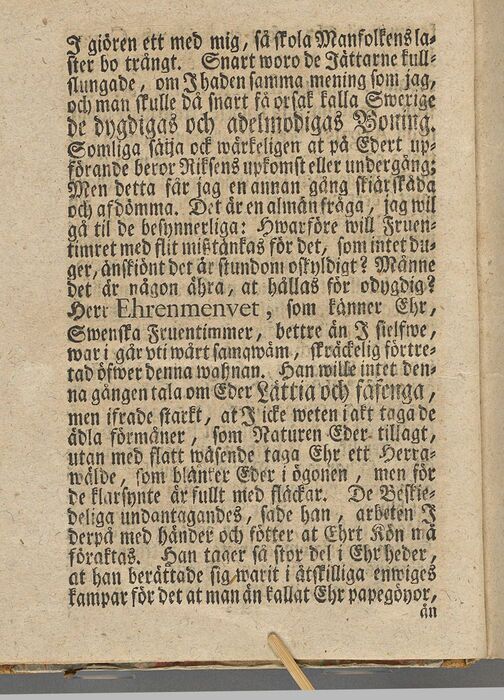 J giören ett med mig, så skola Manfolkens la-
ster bo trångt. Snart woro de Jättarne kull-
slungade, om J haden samma mening som jag,
och man skulle då snart få orsak kalla Swerige
de dygdigas och adelmodigas Boning.
Somliga säija ock wärkeligen at på Edert up-
förande beror Riksens upkomst eller undergång;
Men detta får jag en annan gång skiärskåda
och afdömma. Det är en almän fråga, jag wil
gå til de besynnerliga: Hwarföre will Fruen-
timret med flit mißtänkas för det, som intet du-
ger, änskiönt det är stundom oskyldigt? Månne
det är någon ähra, at hållas för odygdig?
Herr Ehrenmenvet, som känner Ehr,
Swenska Fruentimmer, bettre än J sielfwe,
war i går vti wårt samqwäm, skräckelig förtre-
tad öfwer denna wahnan. Han wille intet den-
na gången tala om Eder Lättia och fåfenga,
men ifrade starkt, at J icke weten i akt taga de
ädla förmåner, som Naturen Eder tillagt,
utan med flatt wäsende taga Ehr ett Herra-
wälde, som blänker Eder i ögonen, men för
de klarsynte är fullt med fläckar. De Beskie-
deliga undantagandes, sade han, arbeten J
derpå med händer och fötter at Ehrt Kön må
föraktas. Han tager så stor del i Ehr heder,
at han berättade sig warit i åtskilliga enwiges
kampar för det at man än kallat Ehr papegöyor,
än